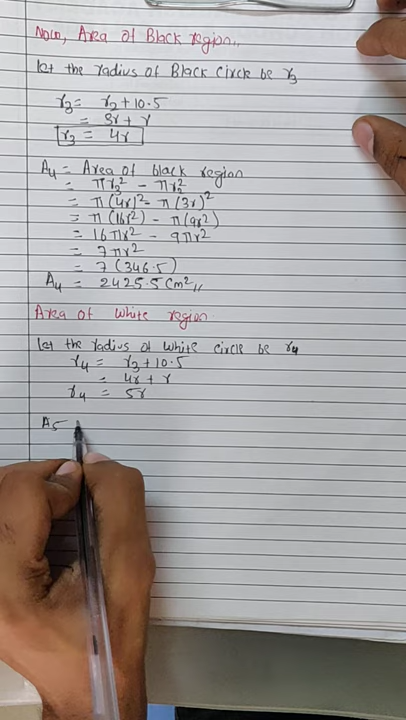 Now, Area of Black region,,
let the radius of Black Circle be r₃
r₃ = r₂ + 10.5
= 3r + r
r₃ = 4r
A₄ = Area of black region
= πr₃² - πr₂²
= π(4r)² - π(3r)²
= π(16r²) - π(9r²)
= 16πr² - 9πr²
= 7πr²
= 7(346.5)
A₄ = 2425.5 Cm²,,
Area of White region
let the radius of White circle be r₄
r₄ = r₃ + 10.5
= 4r + r
r₄ = 5r
A₅